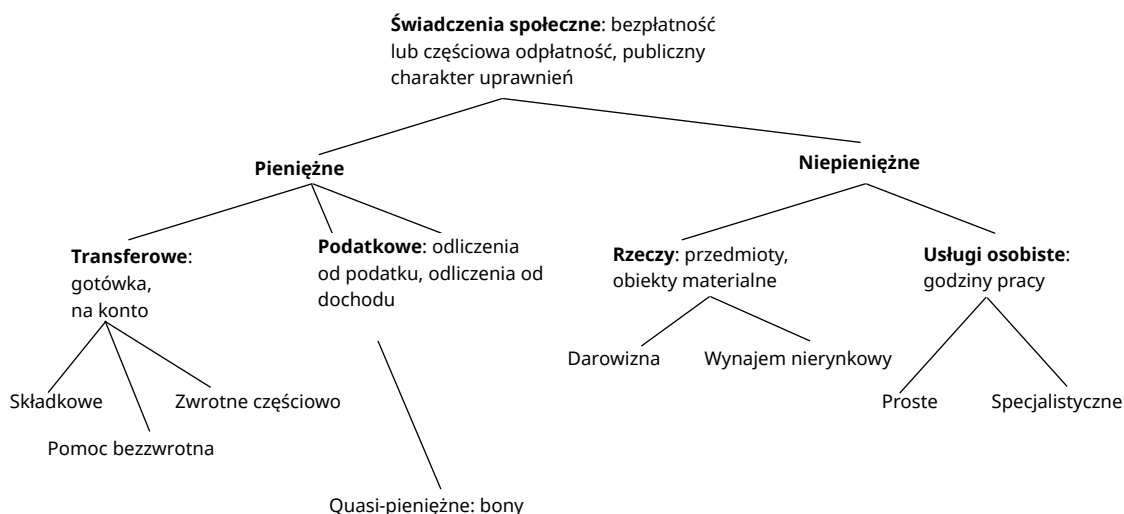 Świadczenia społeczne: bezpłatność
lub częściowa odpłatność, publiczny
charakter uprawnień
Pieniężne
Niepieniężne
Transferowe:
gotówka,
na konto
Podatkowe: odliczenia
od podatku, odliczenia od
dochodu
Rzeczy: przedmioty,
obiekty materialne
Usługi osobiste:
godziny pracy
Darowizna
Wynajem nierynkowy
Składkowe
Zwrotne częściowo
Proste
Specjalistyczne
Pomoc bezzwrotna
Quasi-pieniężne: bony